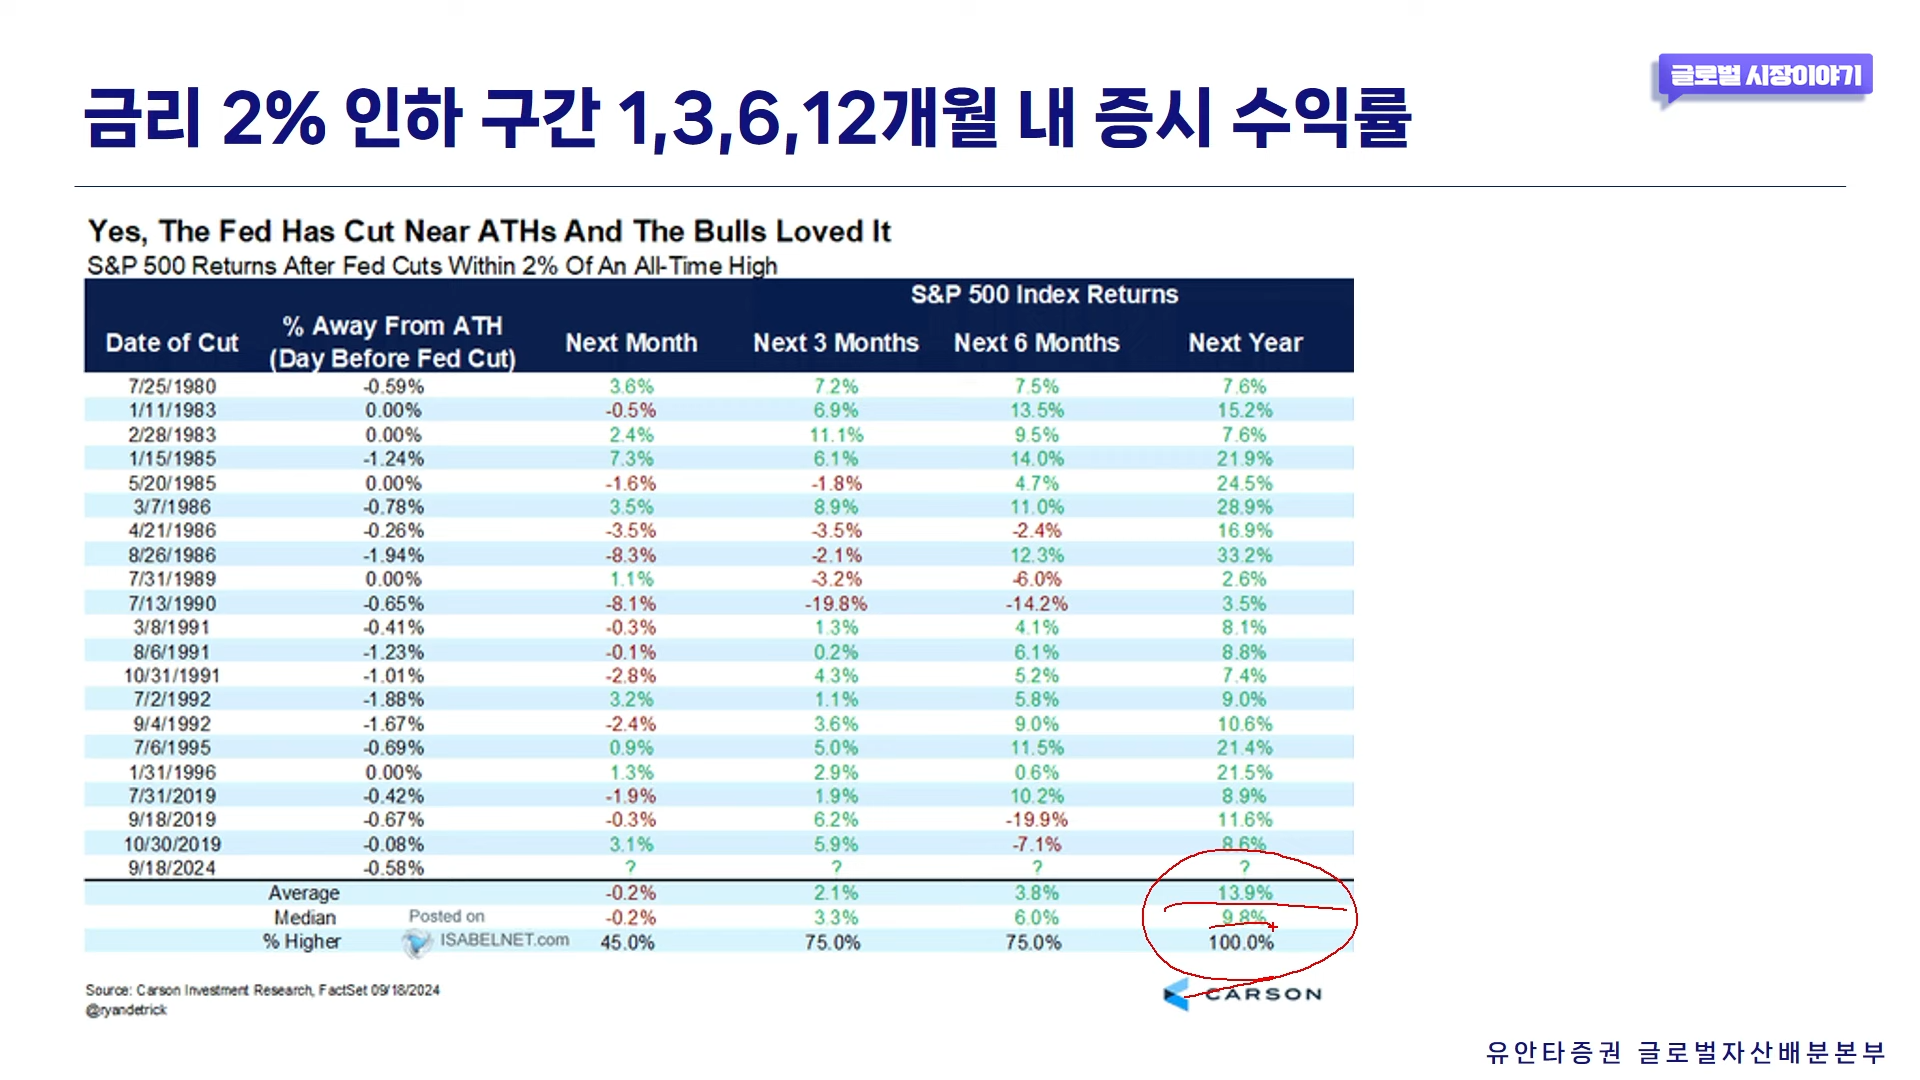 글로벌 시장이야기
금리 2% 인하 구간 1,3,6,12개월 내 증시 수익률
Yes, The Fed Has Cut Near ATHs And The Bulls Loved It
S&P 500 Returns After Fed Cuts Within 2% Of An All-Time High
S&P 500 Index Returns
Date of Cut % Away From ATH (Day Before Fed Cut) Next Month Next 3 Months Next 6 Months Next Year
7/25/1980 -0.59% 3.6% 7.2% 7.5% 7.6%
1/11/1983 0.00% -0.5% 6.9% 13.5% 15.2%
2/28/1983 0.00% 2.4% 11.1% 9.5% 7.6%
1/15/1985 -1.24% 7.3% 6.1% 14.0% 21.9%
5/20/1985 0.00% -1.6% -1.8% 4.7% 24.5%
3/7/1986 -0.78% 3.5% 8.9% 11.0% 28.9%
4/21/1986 -0.26% -3.5% -3.5% -2.4% 16.9%
8/26/1986 -1.94% -8.3% -2.1% 12.3% 33.2%
7/31/1989 0.00% 1.1% -3.2% -6.0% 2.6%
7/13/1990 -0.65% -8.1% -19.8% -14.2% 3.5%
3/8/1991 -0.41% -0.3% 1.3% 4.1% 8.1%
8/6/1991 -1.23% -0.1% 0.2% 6.1% 8.8%
10/31/1991 -1.01% -2.8% 4.3% 5.2% 7.4%
7/2/1992 -1.88% 3.2% 1.1% 5.8% 9.0%
9/4/1992 -1.67% -2.4% 3.6% 9.0% 10.6%
7/6/1995 -0.69% 0.9% 5.0% 11.5% 21.4%
1/31/1996 0.00% 1.3% 2.9% 0.6% 21.5%
7/31/2019 -0.42% -1.9% 1.9% 10.2% 8.9%
9/18/2019 -0.67% -0.3% 6.2% -19.9% 11.6%
10/30/2019 -0.08% 3.1% 5.9% -7.1% 8.6%
9/18/2024 -0.58% ? ? ? ?
Average -0.2% 2.1% 3.8% 13.9%
Median Posted on -0.2% 3.3% 6.0% 9.8%
% Higher ISABELNET.com 45.0% 75.0% 75.0% 100.0%
Source: Carson Investment Research, FactSet 09/18/2024
@ryandetrick
CARSON
유안타증권 글로벌자산배분본부